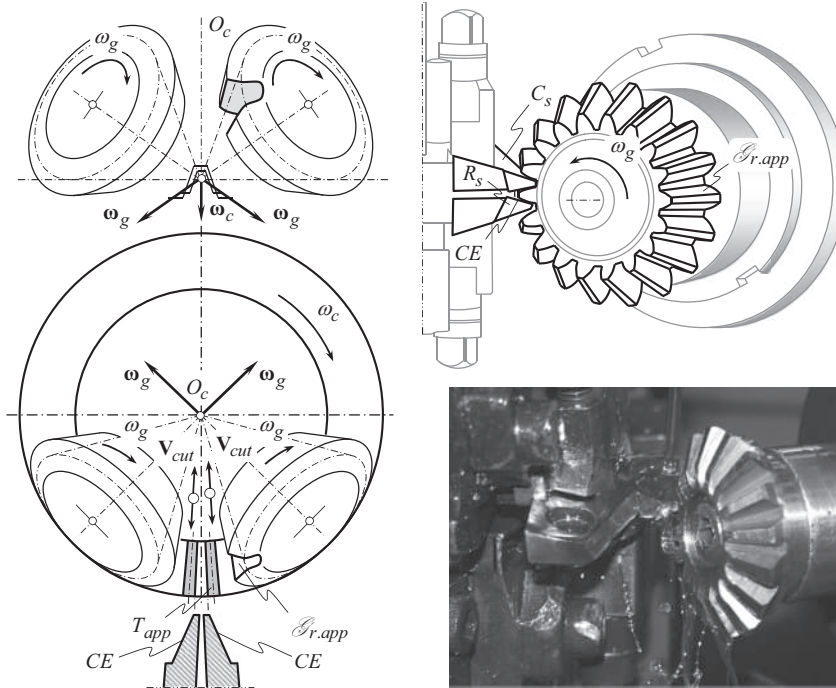 O_c
ω_g
ω_g
ω_g
ω_c
ω_g
ω_c
ω_g
O_c
ω_g
ω_g
V_cut
V_cut
ω_g
T_app
𝒢_r.app
CE
CE
C_s
ω_g
𝒢_r.app
R_s
CE